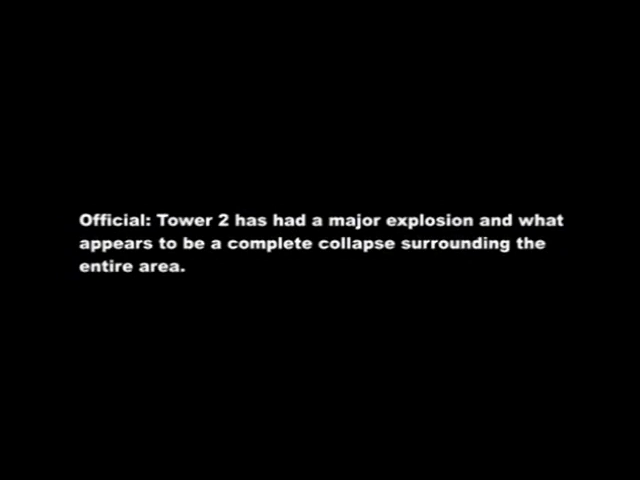 Official: Tower 2 has had a major explosion and what
appears to be a complete collapse surrounding the
entire area.